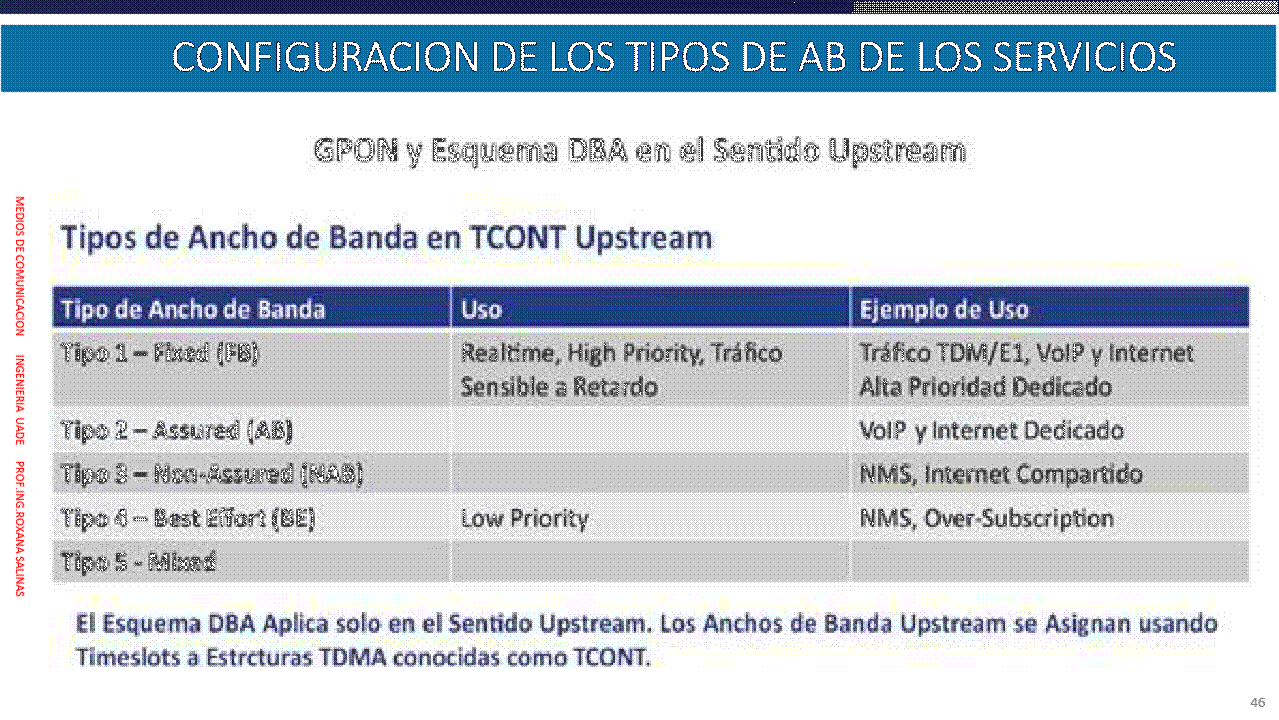 CONFIGURACION DE LOS TIPOS DE AB DE LOS SERVICIOS
GPON y Esquema DBA en el Sentido Upstream
MEDIOS DE COMUNICACION INGENIERIA UADE PROF.ING.ROXANA SALINAS
Tipos de Ancho de Banda en TCONT Upstream
Tipo de Ancho de Banda Uso Ejemplo de Uso
Tipo 1 – Fixed (FB) Realtime, High Priority, Tráfico Tráfico TDM/E1, VoIP y Internet
Sensible a Retardo Alta Prioridad Dedicado
Tipo 2 – Assured (AB) VoIP y Internet Dedicado
Tipo 3 – Non-Assured (NAB) NMS, Internet Compartido
Tipo 4 – Best Effort (BE) Low Priority NMS, Over-Subscription
Tipo 5 - Mixed
El Esquema DBA Aplica solo en el Sentido Upstream. Los Anchos de Banda Upstream se Asignan usando
Timeslots a Estrcturas TDMA conocidas como TCONT.
46